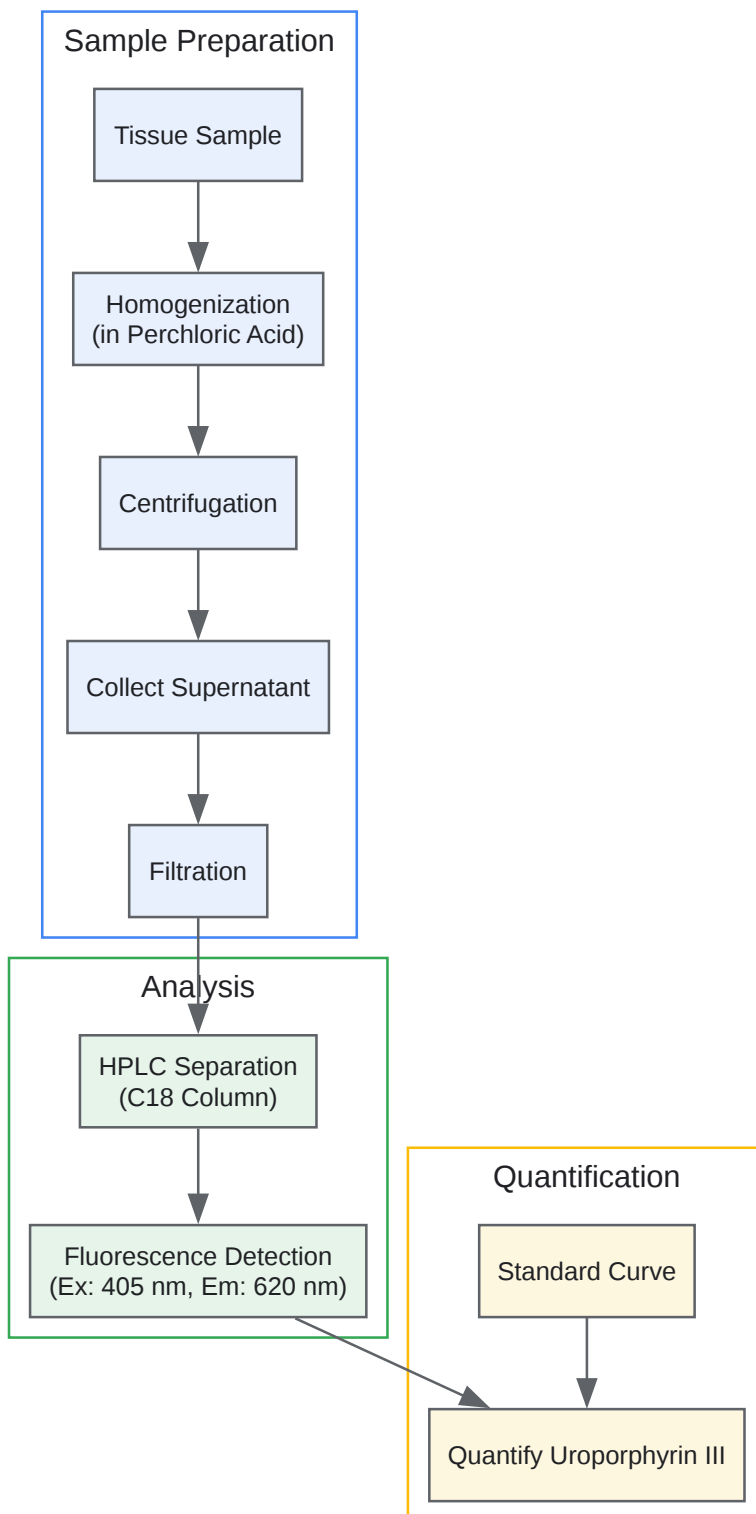 Sample Preparation
Tissue Sample
Homogenization
(in Perchloric Acid)
Centrifugation
Collect Supernatant
Filtration
Analysis
HPLC Separation
(C18 Column)
Fluorescence Detection
(Ex: 405 nm, Em: 620 nm)
Quantification
Standard Curve
Quantify Uroporphyrin III